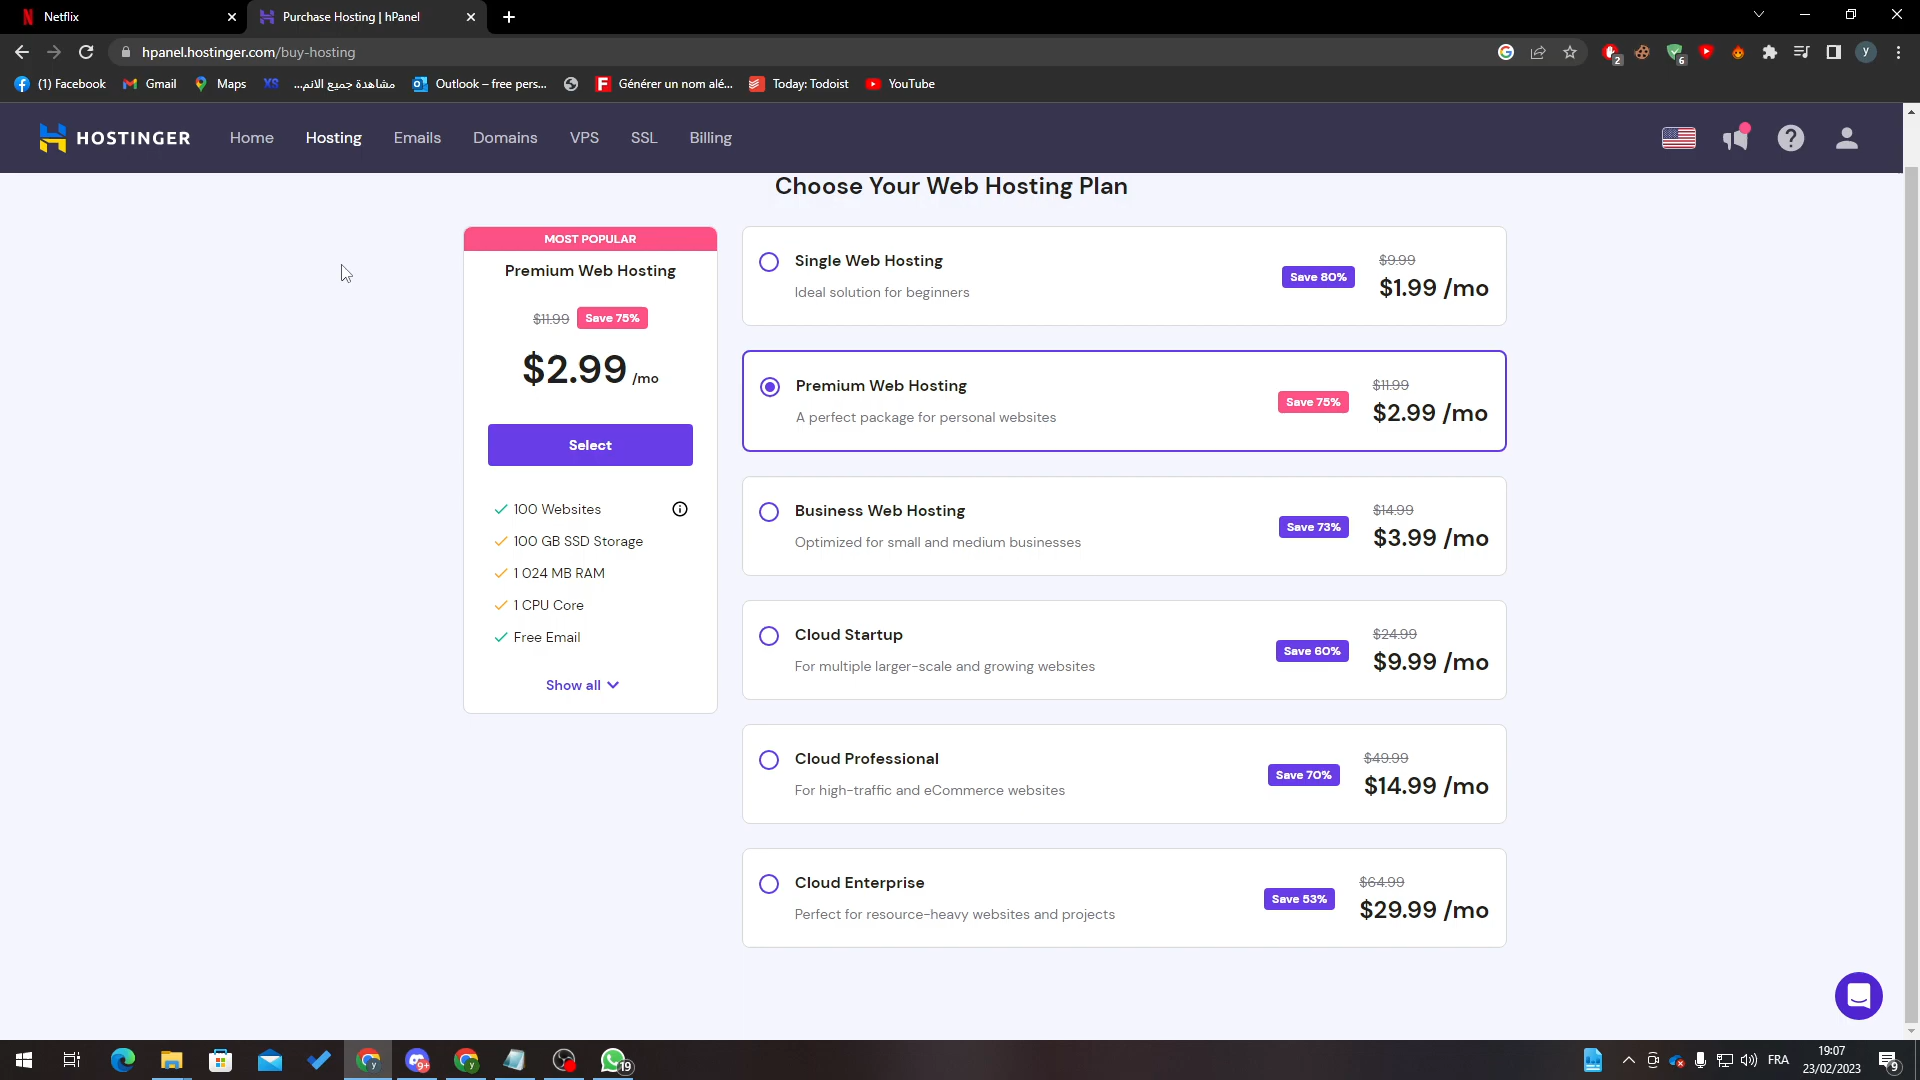 Netflix
Purchase Hosting | hPanel
hpanel.hostinger.com/buy-hosting
2
6
y
(1) Facebook
Gmail
Maps
XS
مشاهدة جميع الانم...
Outlook – free pers...
F
Générer un nom alé...
Today: Todoist
YouTube
HOSTINGER
Home
Hosting
Emails
Domains
VPS
SSL
Billing
?
Choose Your Web Hosting Plan
MOST POPULAR
Premium Web Hosting
$11.99
Save 75%
$2.99 /mo
Select
100 Websites
100 GB SSD Storage
1 024 MB RAM
1 CPU Core
Free Email
Show all
Single Web Hosting
Ideal solution for beginners
Save 80%
$9.99
$1.99 /mo
Premium Web Hosting
A perfect package for personal websites
Save 75%
$11.99
$2.99 /mo
Business Web Hosting
Optimized for small and medium businesses
Save 73%
$14.99
$3.99 /mo
Cloud Startup
For multiple larger-scale and growing websites
Save 60%
$24.99
$9.99 /mo
Cloud Professional
For high-traffic and eCommerce websites
Save 70%
$49.99
$14.99 /mo
Cloud Enterprise
Perfect for resource-heavy websites and projects
Save 53%
$64.99
$29.99 /mo
9+
19
FRA
19:07
23/02/2023
9